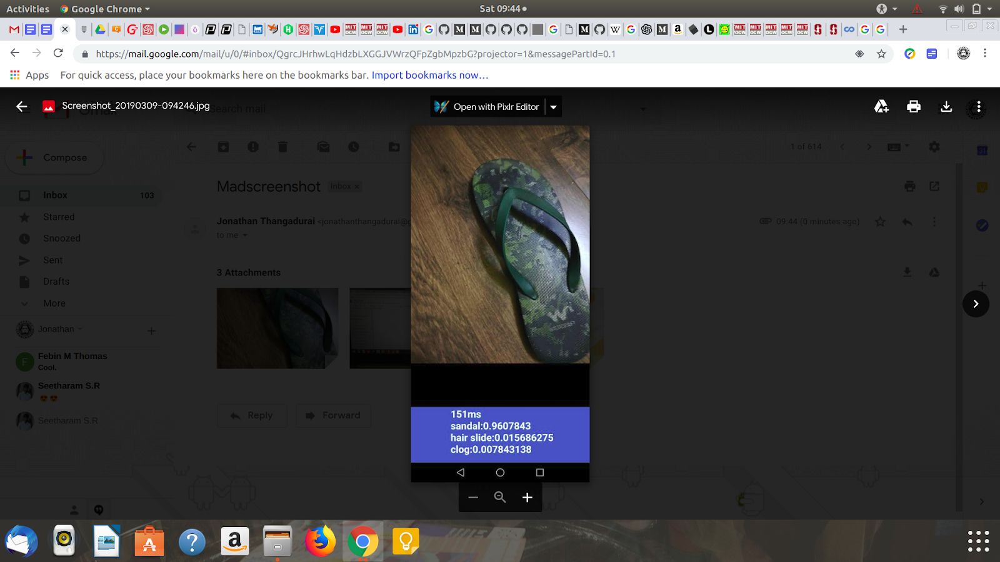 Activities
Google Chrome
Sat 09:44
https://mail.google.com/mail/u/0/#inbox/QgrcJHrhwLqHdzbLXGGJVWrzQFpZgbMpzbG?projector=1&messagePartId=0.1
Apps
For quick access, place your bookmarks here on the bookmarks bar. Import bookmarks now…
Screenshot_20190309-094246.jpg
Search mail
Open with Pixlr Editor
Compose
1 of 614
Madscreenshot
Inbox ×
Inbox
103
Starred
Jonathan Thangadurai <jonathanthangadurai@
09:44 (0 minutes ago)
to me
Snoozed
Sent
3 Attachments
Drafts
More
Jonathan
Febin M Thomas
Cool.
Seetharam S.R
Seetharam S.R
Reply
Forward
151ms
sandal:0.9607843
hair slide:0.015686275
clog:0.007843138